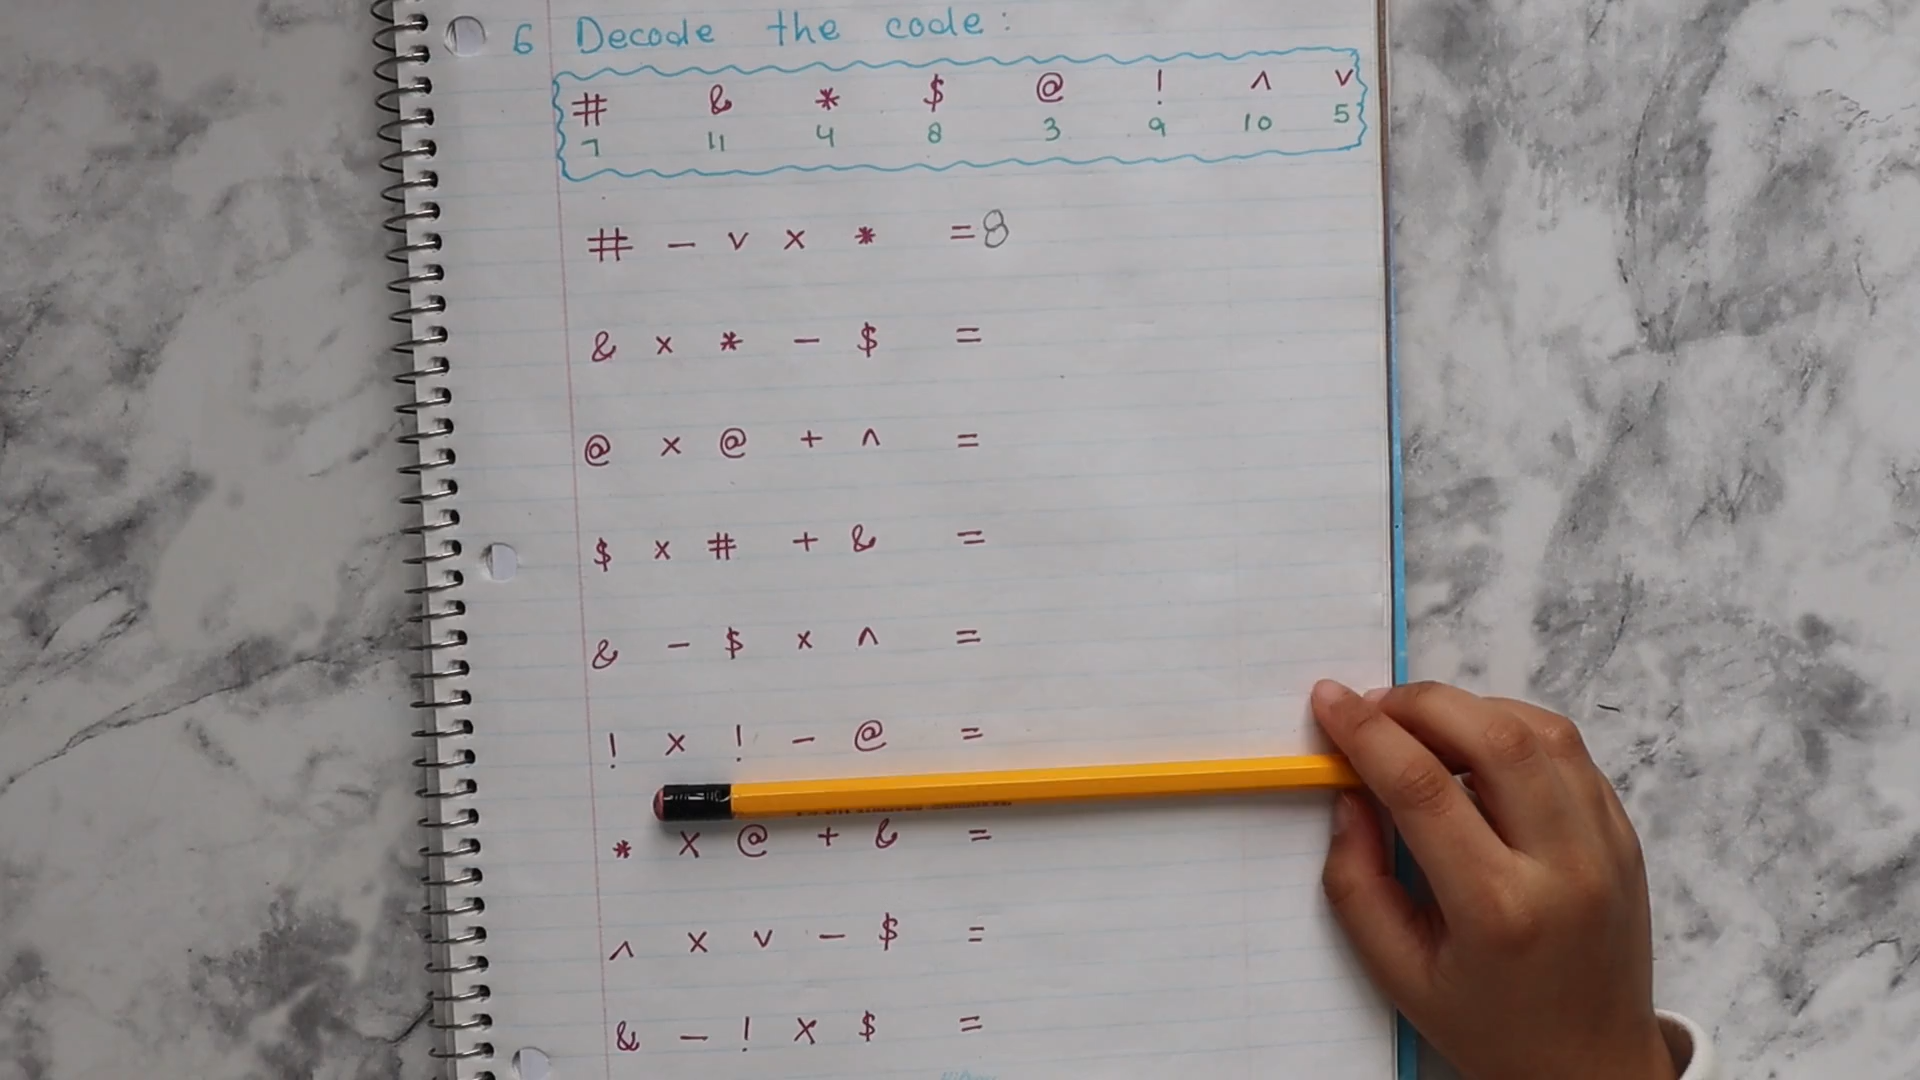 6 Decode the code:
# & * $ @ ! ^ v
7 11 4 8 3 9 10 5
# - v x * = 8
& x * - $ =
@ x @ + ^ =
$ x # + & =
& - $ x ^ =
! x ! - @ =
* x @ + & =
^ x v - $ =
& - ! x $ =